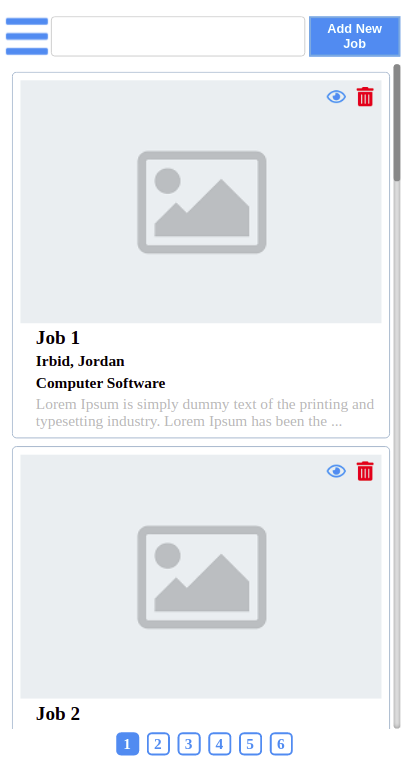 Add New
Job
Job 1
Irbid, Jordan
Computer Software
Lorem Ipsum is simply dummy text of the printing and
typesetting industry. Lorem Ipsum has been the ...
Job 2
1 2 3 4 5 6